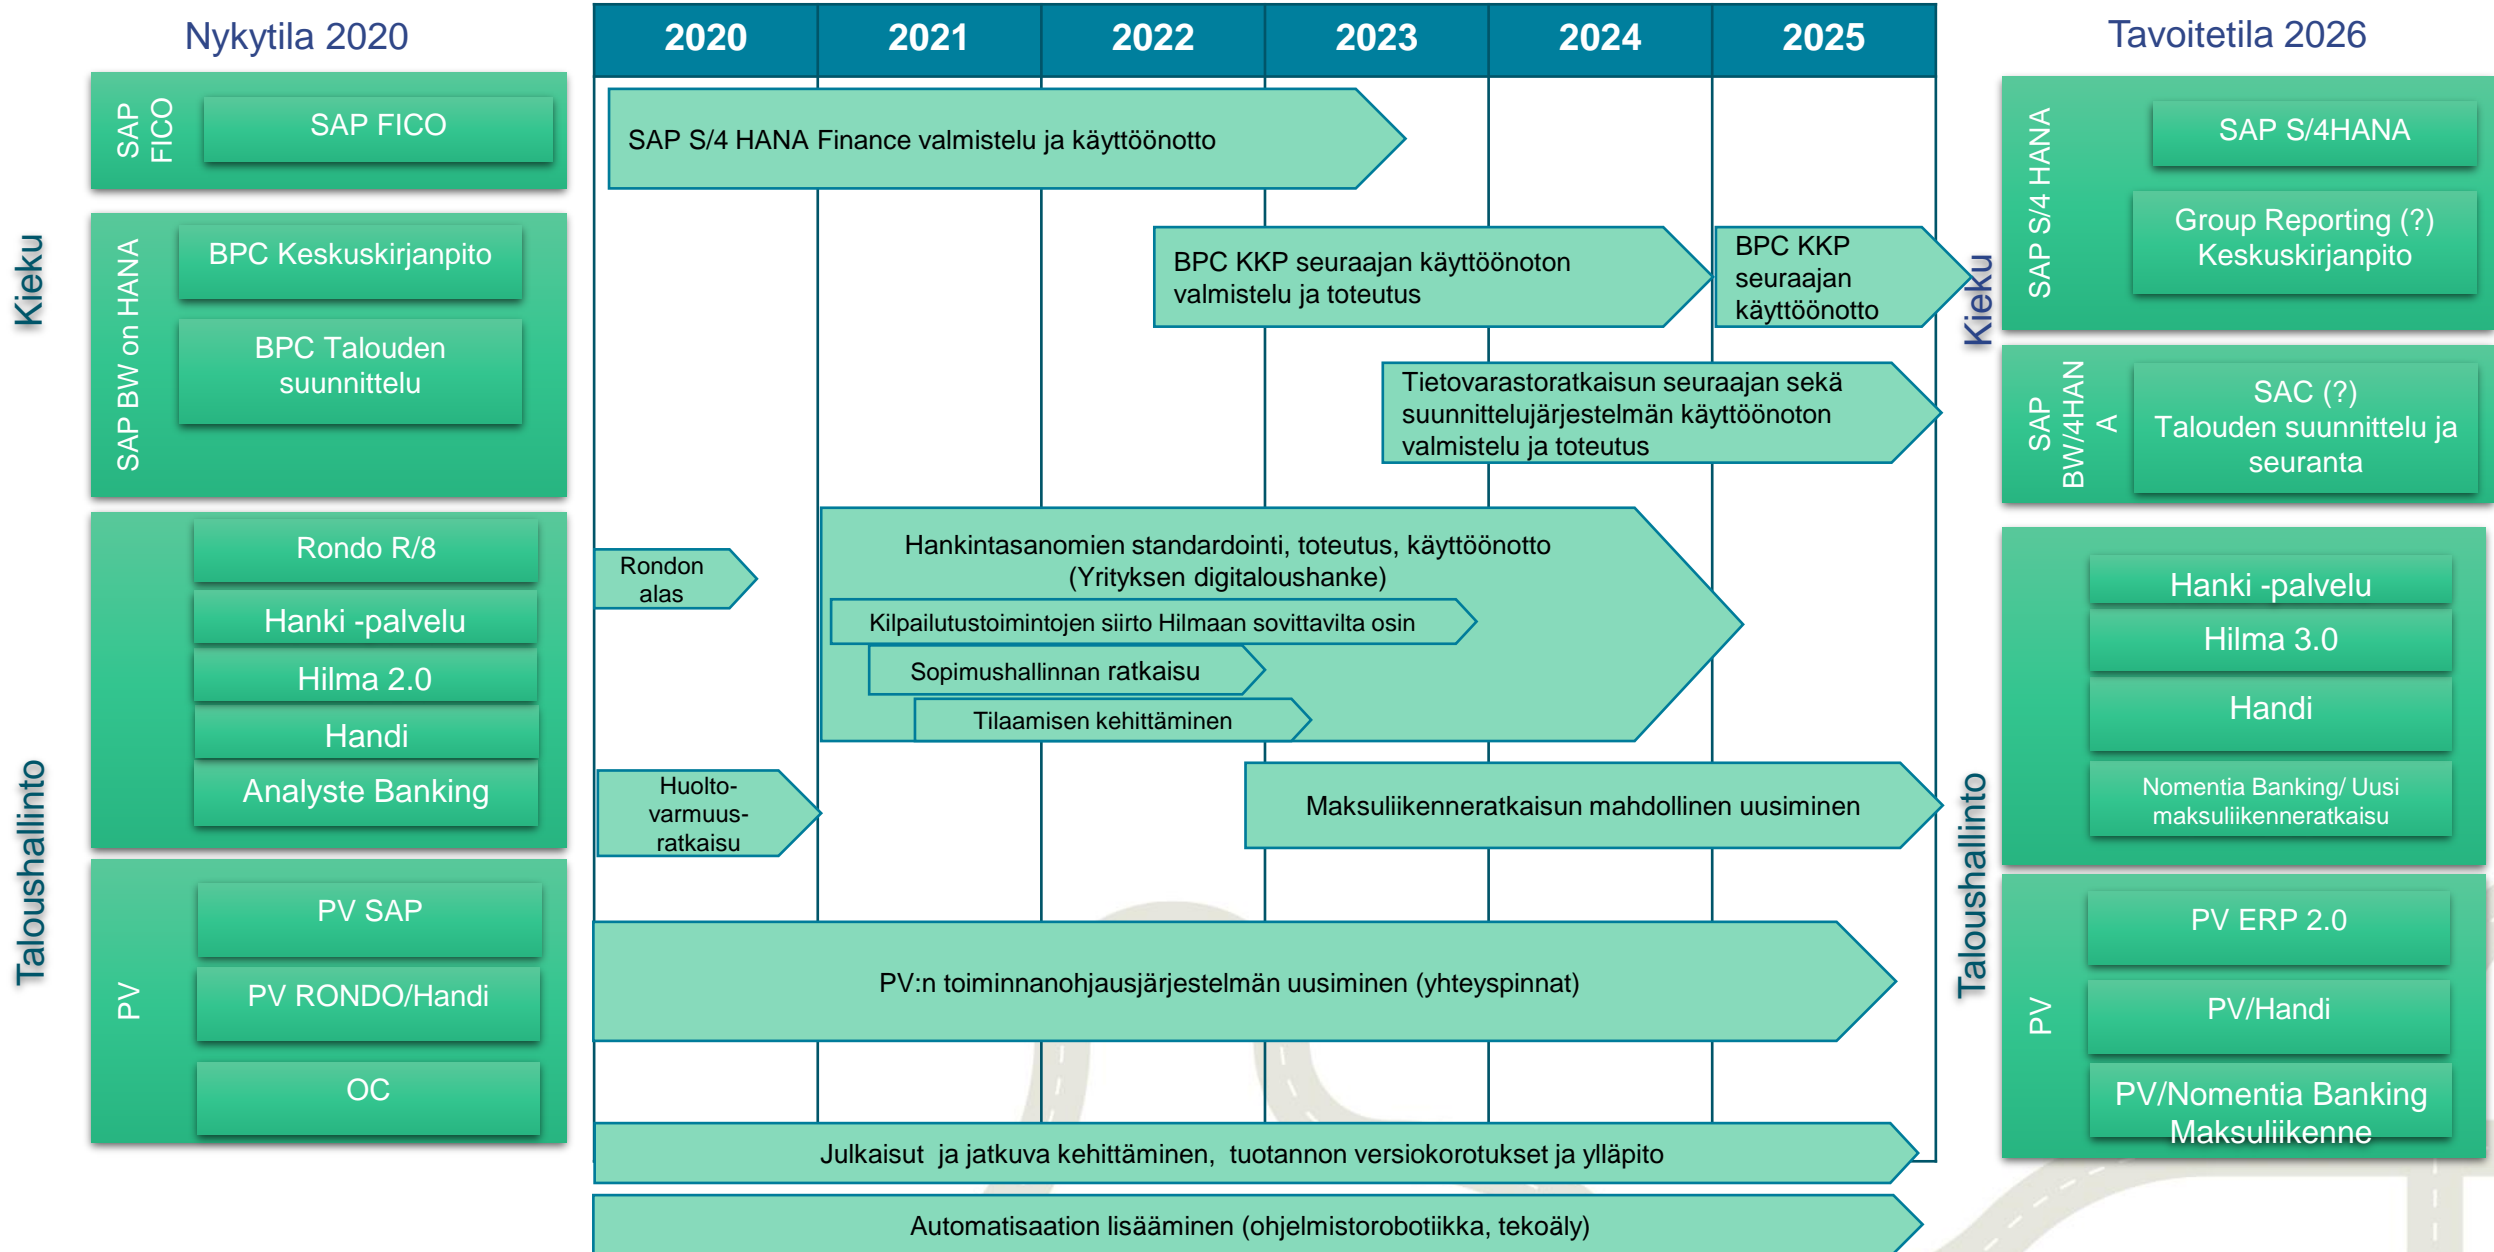 Nykytila 2020
2020
2021
2022
2023
2024
2025
Tavoitetila 2026
Kieku
SAP
FICO
SAP FICO
SAP BW on HANA
BPC Keskuskirjanpito
BPC Talouden
suunnittelu
Taloushallinto
Rondo R/8
Hanki -palvelu
Hilma 2.0
Handi
Analyste Banking
PV
PV SAP
PV RONDO/Handi
OC
SAP S/4 HANA Finance valmistelu ja käyttöönotto
BPC KKP seuraajan käyttöönoton
valmistelu ja toteutus
BPC KKP
seuraajan
käyttöönotto
Tietovarastoratkaisun seuraajan sekä
suunnittelujärjestelmän käyttöönoton
valmistelu ja toteutus
Rondon
alas
Hankintasanomien standardointi, toteutus, käyttöönotto
(Yrityksen digitaloushanke)
Kilpailutustoimintojen siirto Hilmaan sovittavilta osin
Sopimushallinnan ratkaisu
Tilaamisen kehittäminen
Huolto-
varmuus-
ratkaisu
Maksuliikenneratkaisun mahdollinen uusiminen
PV:n toiminnanohjausjärjestelmän uusiminen (yhteyspinnat)
Julkaisut ja jatkuva kehittäminen, tuotannon versiokorotukset ja ylläpito
Automatisaation lisääminen (ohjelmistorobotiikka, tekoäly)
Kieku
SAP S/4 HANA
SAP S/4HANA
Group Reporting (?)
Keskuskirjanpito
SAP
BW/4HAN
A
SAC (?)
Talouden suunnittelu ja
seuranta
Taloushallinto
Hanki -palvelu
Hilma 3.0
Handi
Nomentia Banking/ Uusi
maksuliikenneratkaisu
PV
PV ERP 2.0
PV/Handi
PV/Nomentia Banking
Maksuliikenne